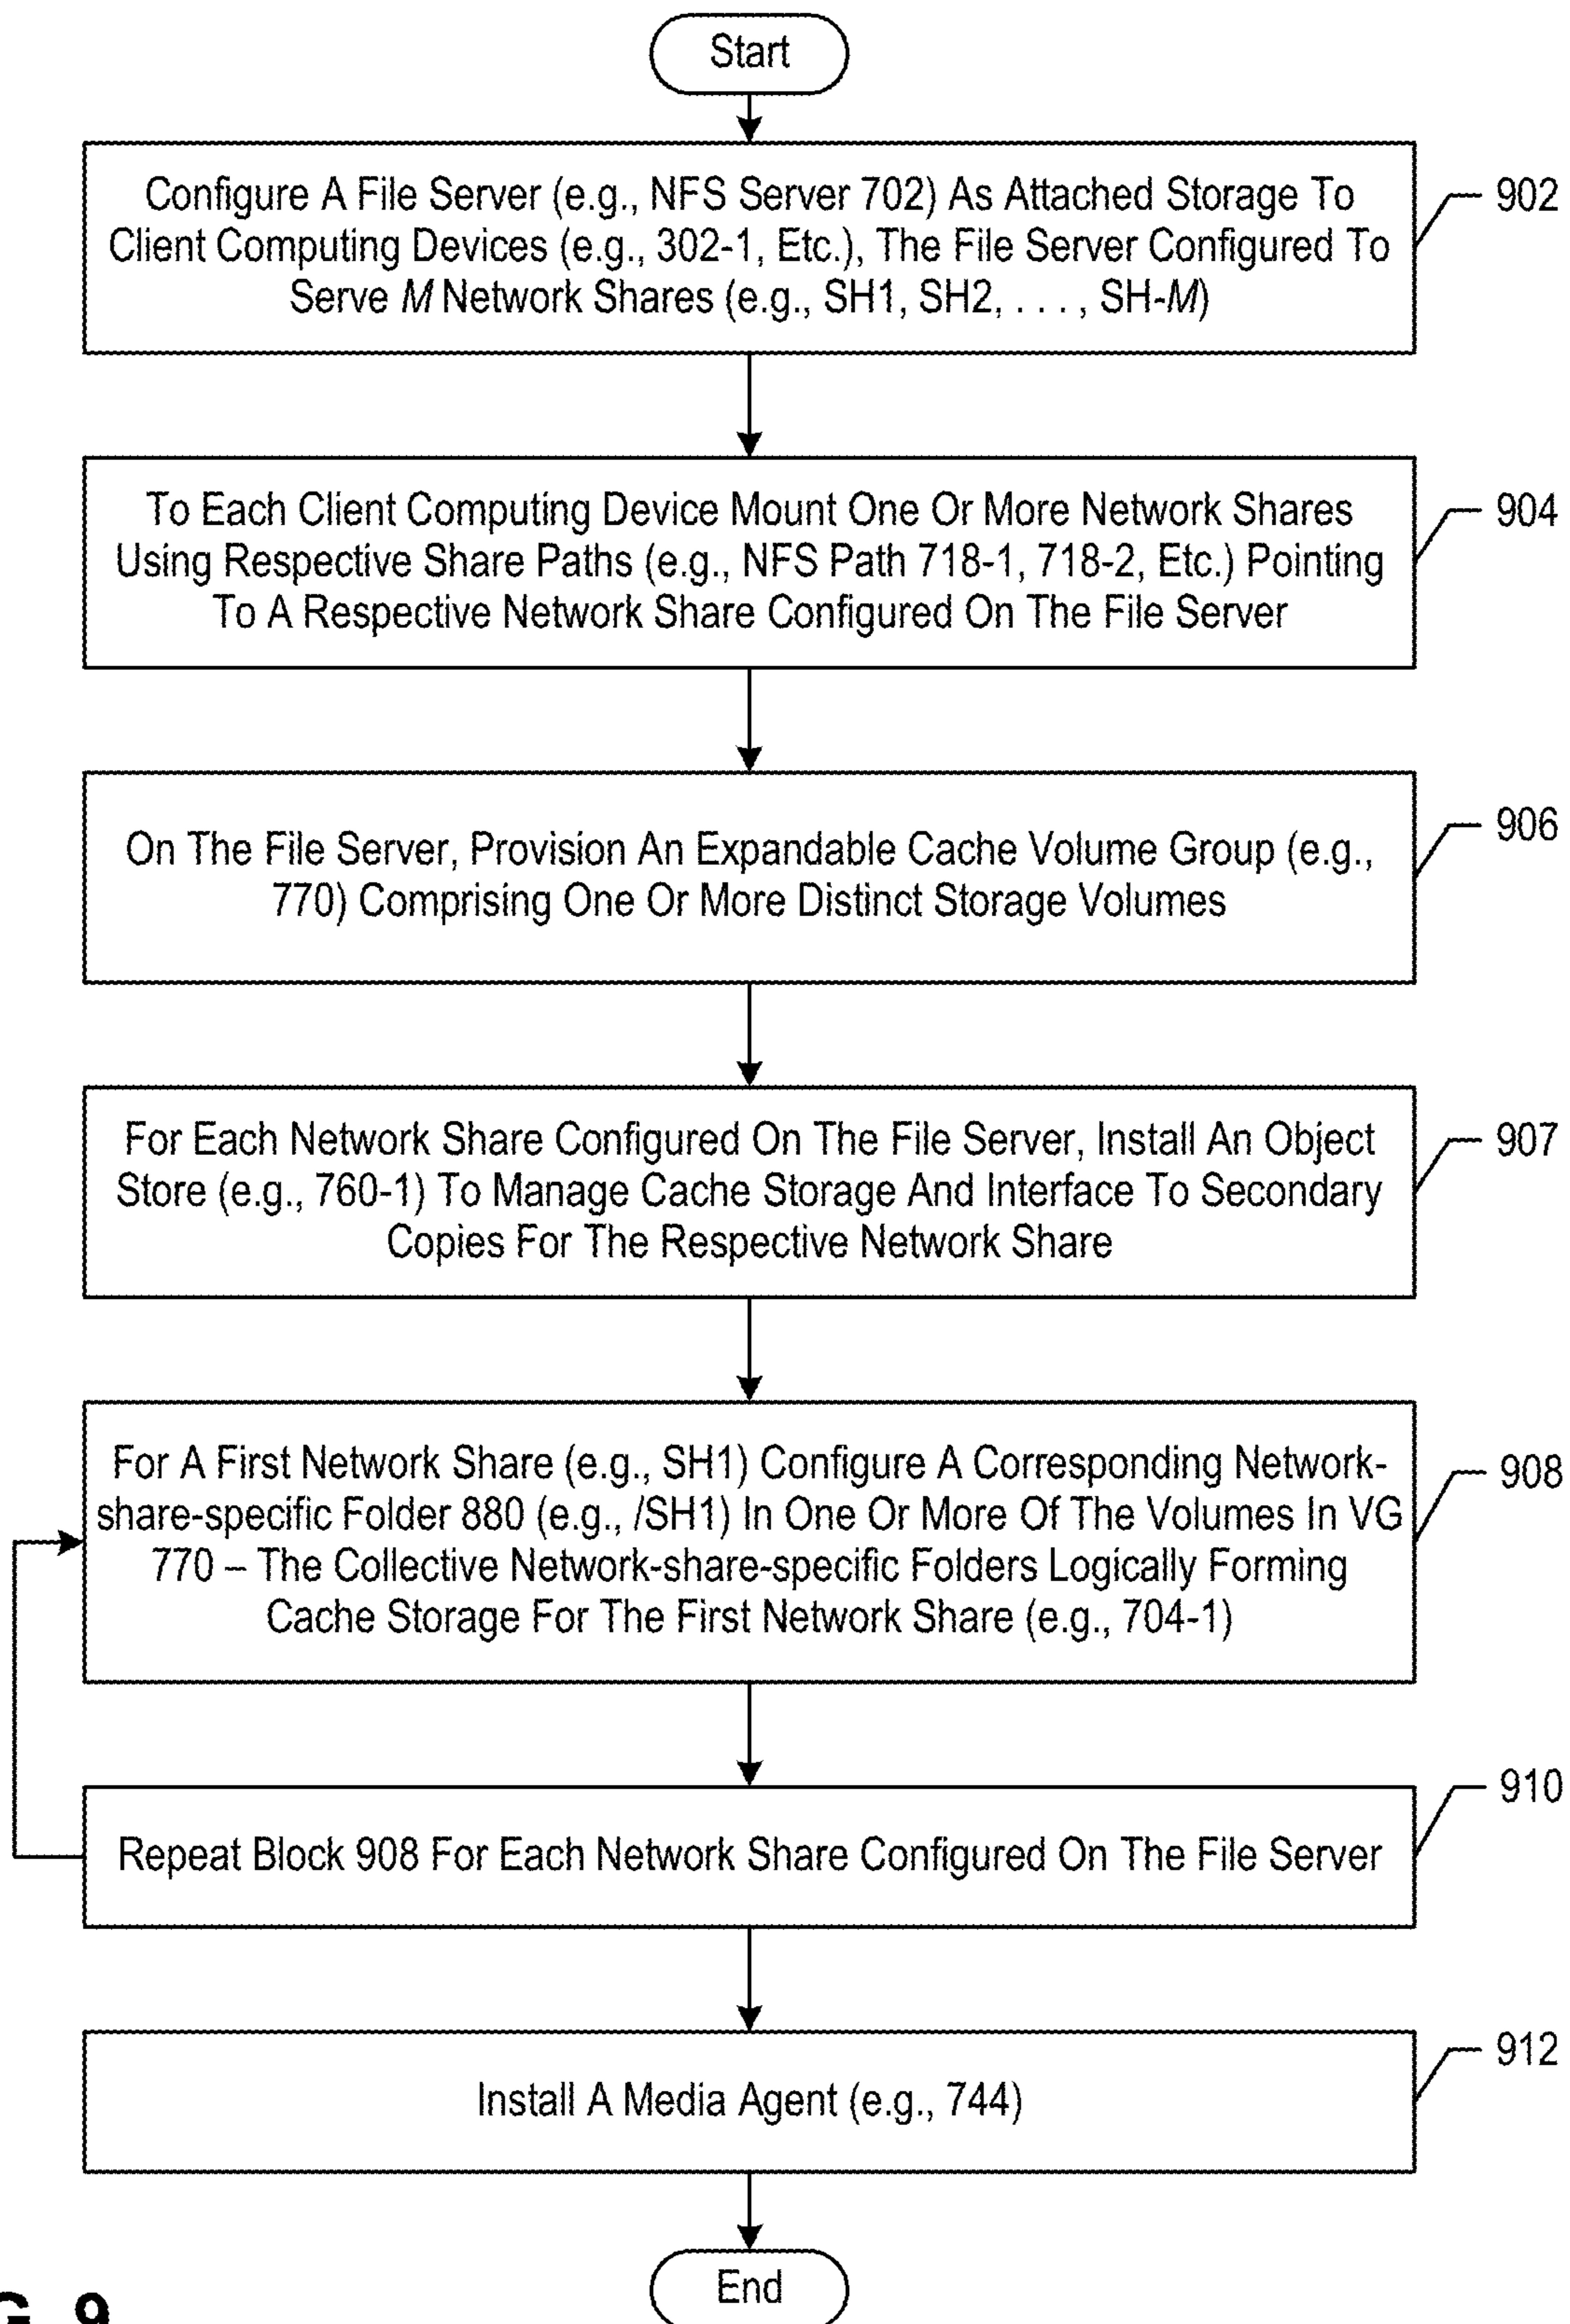 Start
Configure A File Server (e.g., NFS Server 702) As Attached Storage To
Client Computing Devices (e.g., 302-1, Etc.), The File Server Configured To
Serve M Network Shares (e.g., SH1, SH2, . . . , SH-M)
902
To Each Client Computing Device Mount One Or More Network Shares
Using Respective Share Paths (e.g., NFS Path 718-1, 718-2, Etc.) Pointing
To A Respective Network Share Configured On The File Server
904
On The File Server, Provision An Expandable Cache Volume Group (e.g.,
770) Comprising One Or More Distinct Storage Volumes
906
For Each Network Share Configured On The File Server, Install An Object
Store (e.g., 760-1) To Manage Cache Storage And Interface To Secondary
Copies For The Respective Network Share
907
For A First Network Share (e.g., SH1) Configure A Corresponding Network-
share-specific Folder 880 (e.g., /SH1) In One Or More Of The Volumes In VG
770 – The Collective Network-share-specific Folders Logically Forming
Cache Storage For The First Network Share (e.g., 704-1)
908
Repeat Block 908 For Each Network Share Configured On The File Server
910
Install A Media Agent (e.g., 744)
912
End
9